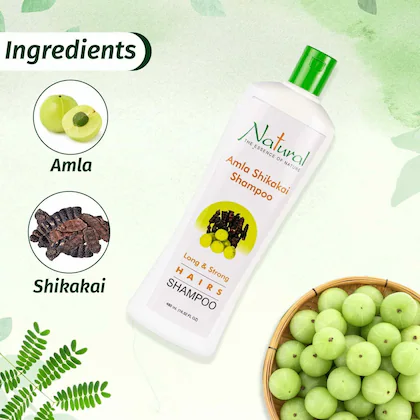 Ingredients
Amla
Shikakai
Natural
THE ESSENCE OF NATURE
Amla Shikakai
Shampoo
Long & Strong
HAIRS
SHAMPOO